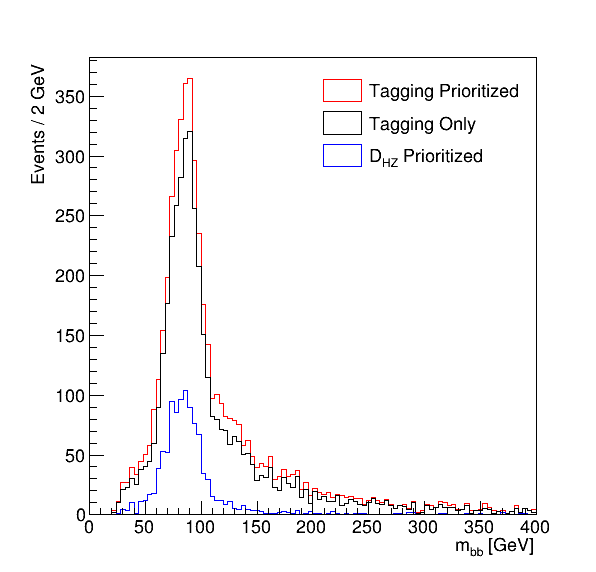 Events / 2 GeV
350
300
250
200
150
100
50
0
Tagging Prioritized
Tagging Only
D_HZ Prioritized
0 50 100 150 200 250 300 350 400
m_bb [GeV]